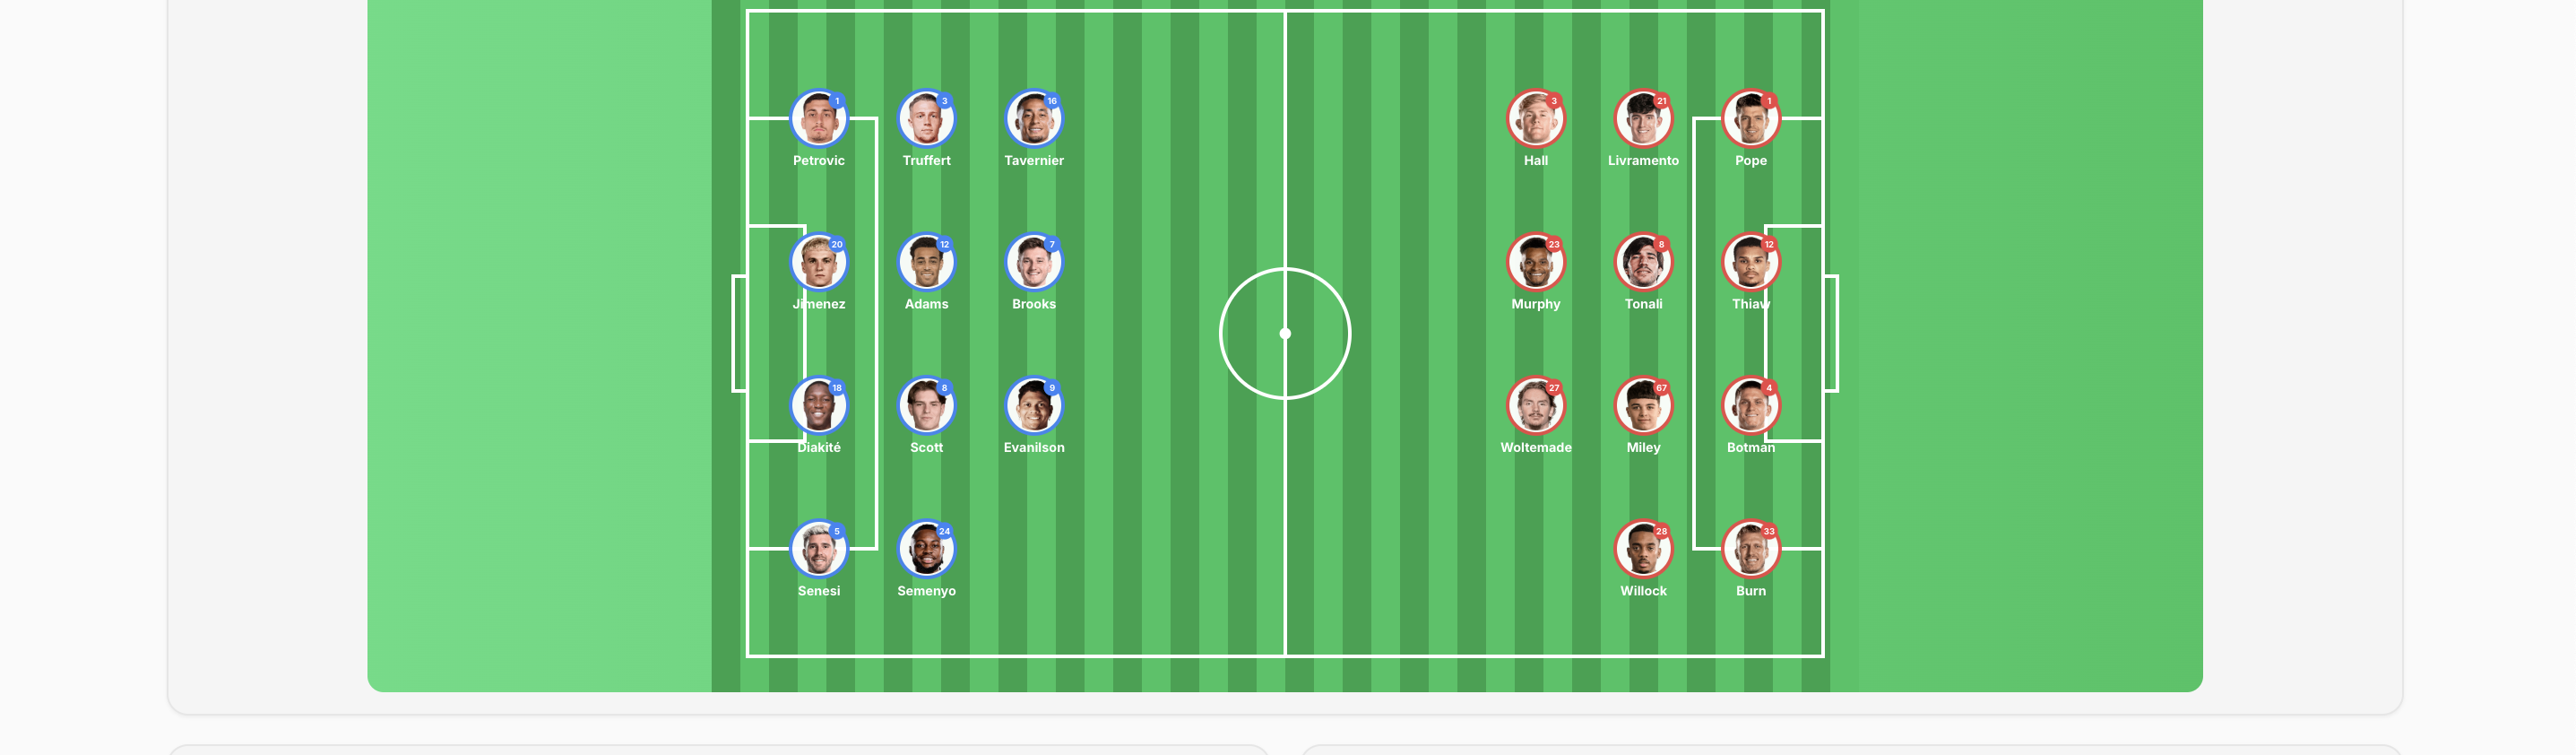 1
Petrovic
3
Truffert
16
Tavernier
3
Hall
21
Livramento
1
Pope
20
Jimenez
12
Adams
7
Brooks
23
Murphy
8
Tonali
12
Thiaw
18
Diakité
8
Scott
9
Evanilson
27
Woltemade
67
Miley
4
Botman
5
Senesi
24
Semenyo
28
Willock
33
Burn